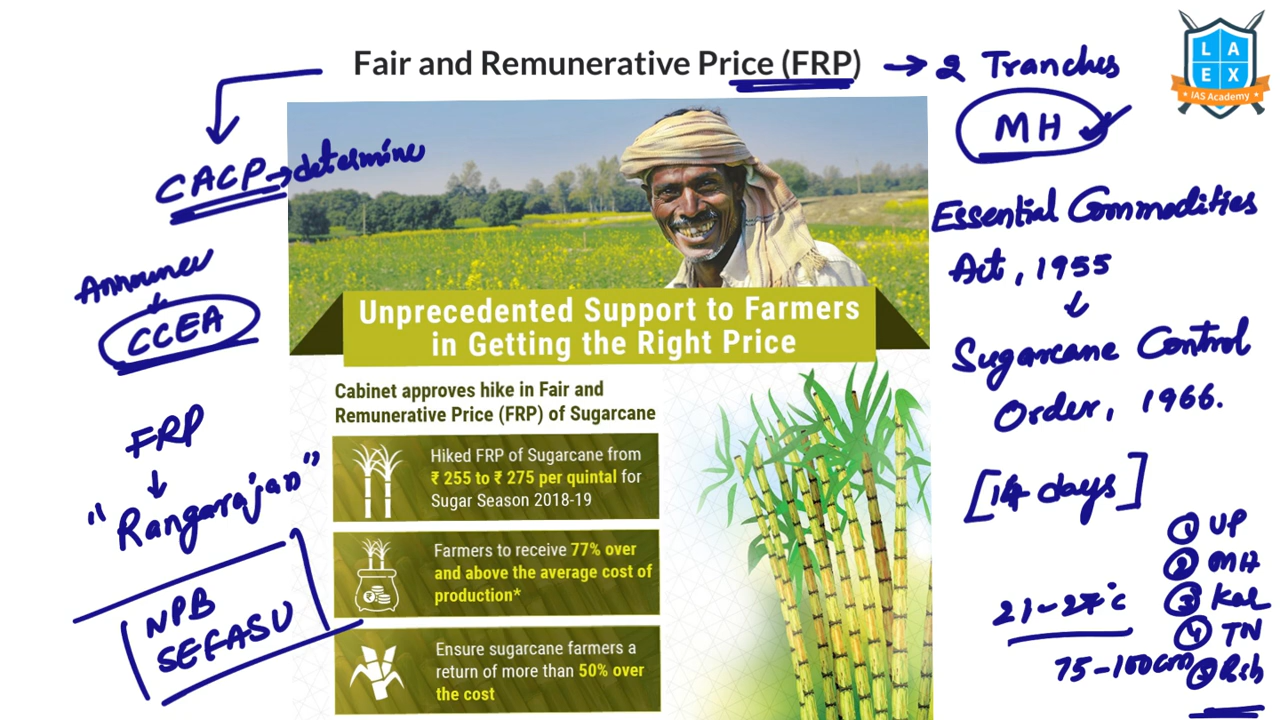 Fair and Remunerative Price (FRP) → 2 Tranches
L A
E X
IAS Academy
MH
CACP → determine
Essential Commodities
Act, 1955
Sugarcane Control
Order, 1966.
CCEA
FRP
"Rangarajan"
NPB
SEFASU
Unprecedented Support to Farmers
in Getting the Right Price
Cabinet approves hike in Fair and
Remunerative Price (FRP) of Sugarcane
Hiked FRP of Sugarcane from
₹ 255 to ₹ 275 per quintal for
Sugar Season 2018-19
Farmers to receive 77% over
and above the average cost of
production*
Ensure sugarcane farmers a
return of more than 50% over
the cost
[14 days]
① UP
② MH
③
④ TN
⑤
21-27°c
75-100cm